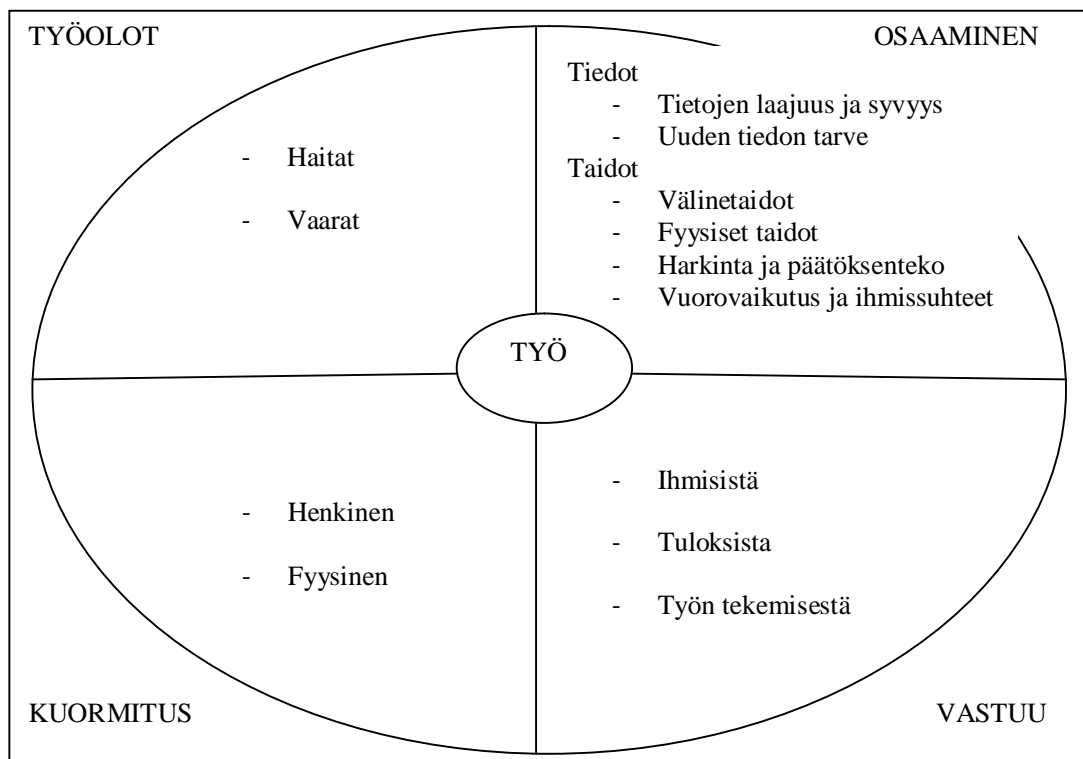 TYÖOLOT
- Haitat
- Vaarat
OSAAMINEN
Tiedot
- Tietojen laajuus ja syvyys
- Uuden tiedon tarve
Taidot
- Välinetaidot
- Fyysiset taidot
- Harkinta ja päätöksenteko
- Vuorovaikutus ja ihmissuhteet
TYÖ
- Henkinen
- Fyysinen
KUORMITUS
- Ihmisistä
- Tuloksista
- Työn tekemisestä
VASTUU